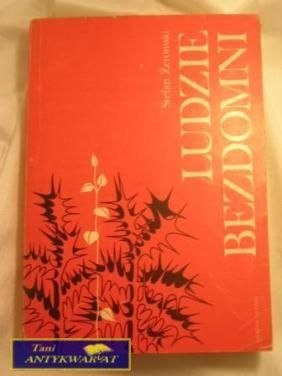 Stefan Żeromski
LUDZIE
BEZDOMNI
Tani
ANTYKWARIAT